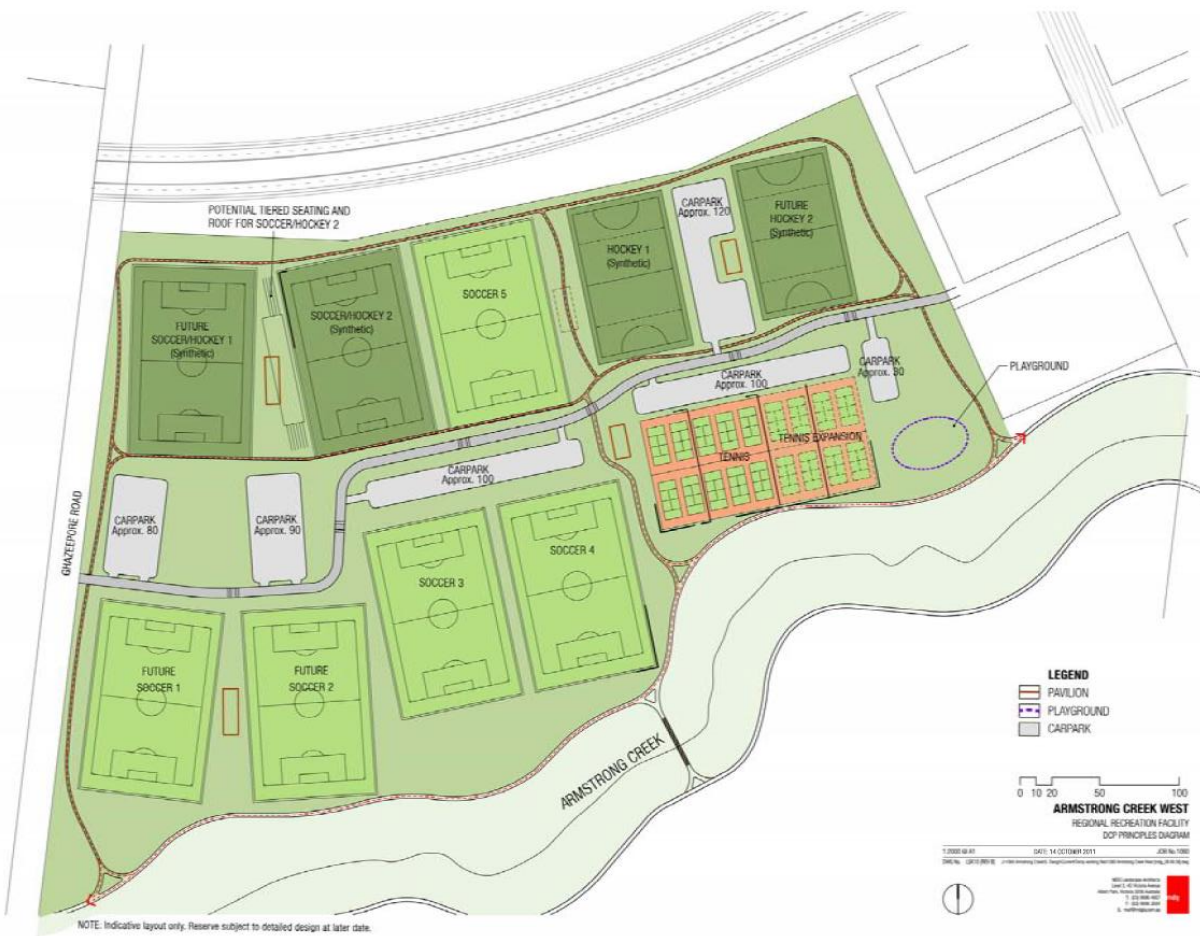 POTENTIAL TIERED SEATING AND
ROOF FOR SOCCER/HOCKEY 2
CARPARK
Approx. 120
FUTURE
HOCKEY 2
(Synthetic)
HOCKEY 1
(Synthetic)
SOCCER 5
SOCCER/HOCKEY 2
(Synthetic)
FUTURE
SOCCER/HOCKEY 1
(Synthetic)
CARPARK
Approx. 100
CARPARK
Approx. 30
PLAYGROUND
TENNIS EXPANSION
TENNIS
CARPARK
Approx. 100
GHAZEEPORE ROAD
CARPARK
Approx. 80
CARPARK
Approx. 90
SOCCER 4
SOCCER 3
FUTURE
SOCCER 1
FUTURE
SOCCER 2
ARMSTRONG CREEK
LEGEND
PAVILION
PLAYGROUND
CARPARK
0 10 20 50 100
ARMSTRONG CREEK WEST
REGIONAL RECREATION FACILITY
DCP PRINCIPLES DIAGRAM
DATE: 14 OCTOBER 2011
NOTE: Indicative layout only. Reserve subject to detailed design at later date.